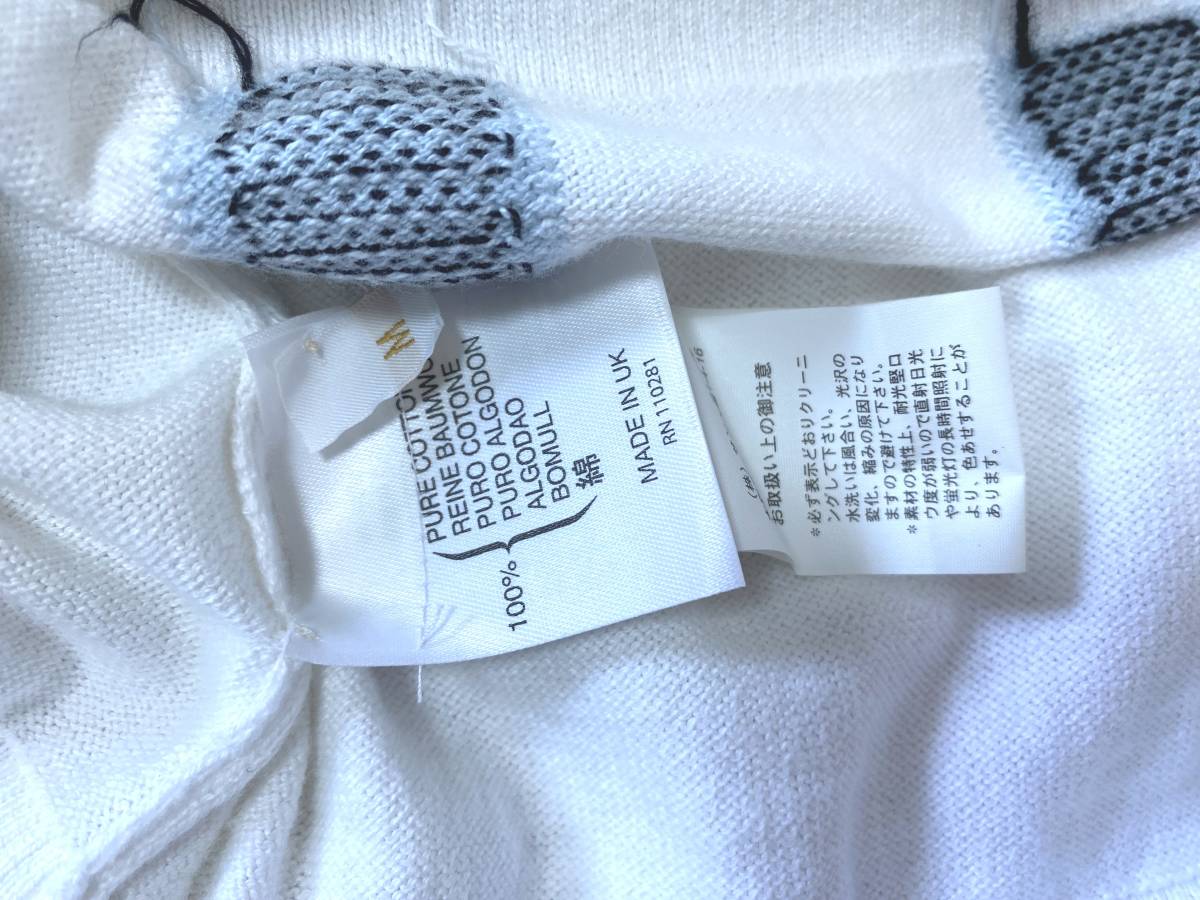 M
PURE COTTON
REINE BAUMWO
PURO COTONE
PURO ALGODON
ALGODAO
BOMULL
綿
100%
MADE IN UK
RN 110281
お取扱い上の御注意
＊必ず表示どおりクリーニ
ングして下さい。
水洗いは風合い、光沢の
変化、縮みの原因になり
ますので避けて下さい。
＊素材の特性上、耐光堅ロ
ウ度が弱いので直射日光
や蛍光灯の長時間照射に
より、色あせすることが
あります。